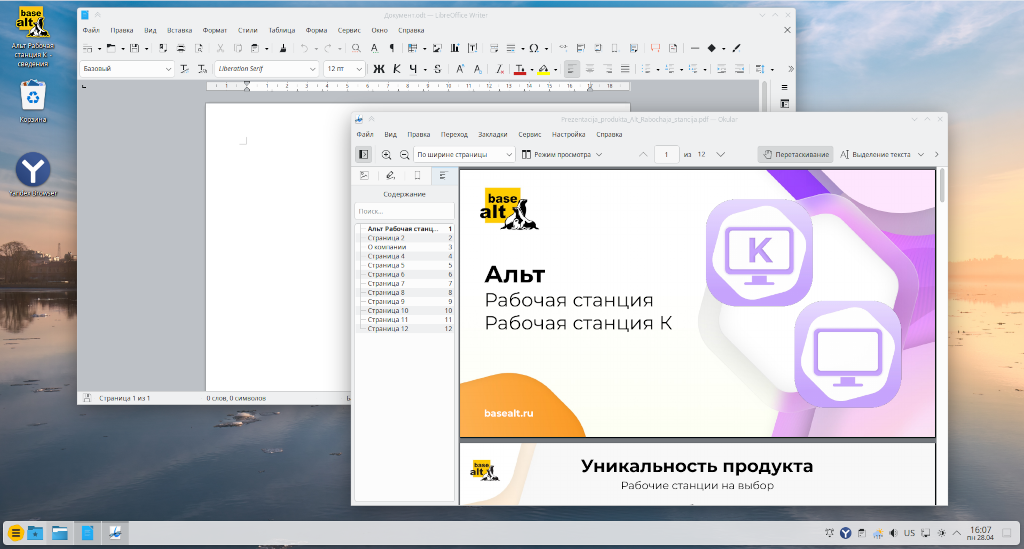 base
alt
Альт Рабочая
станция К -
сведения
Корзина
Yandex Browser
Документ.odt — LibreOffice Writer
Файл Правка Вид Вставка Формат Стили Таблица Форма Сервис Окно Справка
Базовый Liberation Serif 12 пт Ж К Ч S
Страница 1 из 1 0 слов, 0 символов
Prezentacija_produkta_Alt_Rabochaja_stancija.pdf — Okular
Файл Вид Правка Переход Закладки Сервис Настройка Справка
По ширине страницы Режим просмотра 1 из 12 Перетаскивание Выделение текста
Содержание
Поиск...
Альт Рабочая станц... 1
Страница 2 2
О компании 3
Страница 4 4
Страница 5 5
Страница 6 6
Страница 7 7
Страница 8 8
Страница 9 9
Страница 10 10
Страница 11 11
Страница 12 12
base
alt
K
Альт
Рабочая станция
Рабочая станция К
basealt.ru
base
alt
Уникальность продукта
Рабочие станции на выбор
US
16:07
пн 28.04